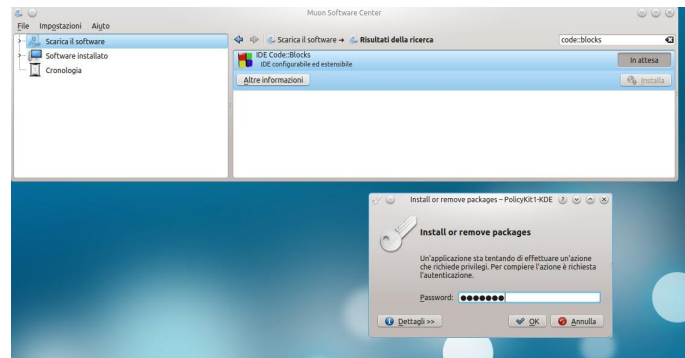 Muon Software Center
File Impostazioni Aiuto
Scarica il software
Software installato
Cronologia
Scarica il software → Risultati della ricerca
code::blocks
IDE Code::Blocks
IDE configurabile ed estensibile
In attesa
Altre informazioni
Installa
Install or remove packages – PolicyKit1-KDE
Install or remove packages
Un'applicazione sta tentando di effettuare un'azione
che richiede privilegi. Per compiere l'azione è richiesta
l'autenticazione.
Password: ●●●●●●●
Dettagli >>
OK
Annulla